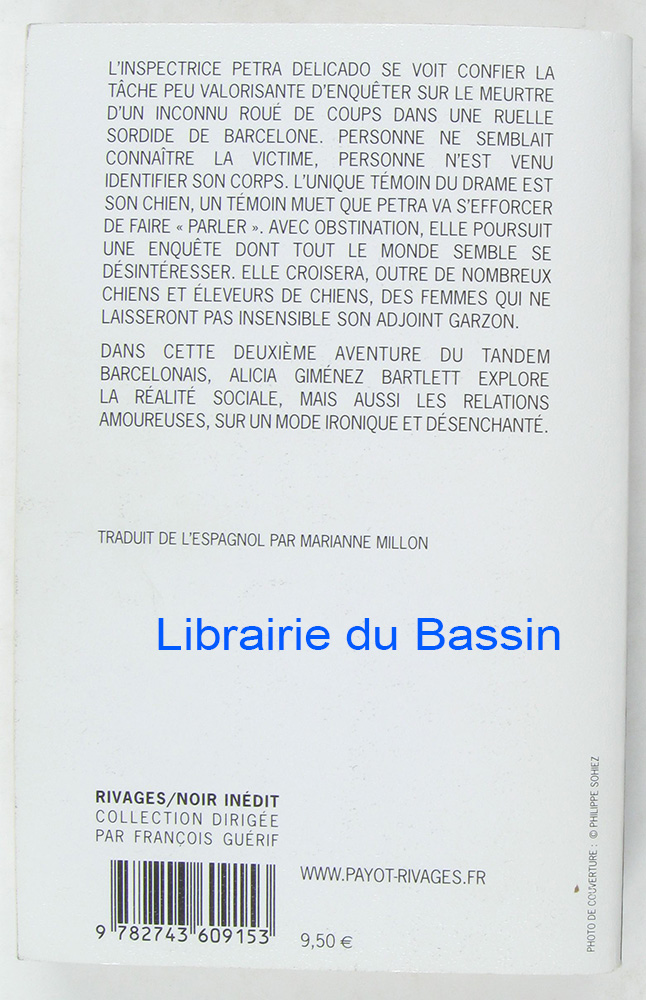 L'INSPECTRICE PETRA DELICADO SE VOIT CONFIER LA
TÂCHE PEU VALORISANTE D'ENQUÊTER SUR LE MEURTRE
D'UN INCONNU ROUÉ DE COUPS DANS UNE RUELLE
SORDIDE DE BARCELONE. PERSONNE NE SEMBLAIT
CONNAÎTRE LA VICTIME, PERSONNE N'EST VENU
IDENTIFIER SON CORPS. L'UNIQUE TÉMOIN DU DRAME EST
SON CHIEN, UN TÉMOIN MUET QUE PETRA VA S'EFFORCER
DE FAIRE « PARLER ». AVEC OBSTINATION, ELLE POURSUIT
UNE ENQUÊTE DONT TOUT LE MONDE SEMBLE SE
DÉSINTÉRESSER. ELLE CROISERA, OUTRE DE NOMBREUX
CHIENS ET ÉLEVEURS DE CHIENS, DES FEMMES QUI NE
LAISSERONT PAS INSENSIBLE SON ADJOINT GARZON.
DANS CETTE DEUXIÈME AVENTURE DU TANDEM
BARCELONAIS, ALICIA GIMÉNEZ BARTLETT EXPLORE
LA RÉALITÉ SOCIALE, MAIS AUSSI LES RELATIONS
AMOUREUSES, SUR UN MODE IRONIQUE ET DÉSENCHANTÉ.
TRADUIT DE L'ESPAGNOL PAR MARIANNE MILLON
Librairie du Bassin
RIVAGES/NOIR INÉDIT
COLLECTION DIRIGÉE
PAR FRANÇOIS GUÉRIF
WWW.PAYOT-RIVAGES.FR
9 782743 609153
9,50 €
PHOTO DE COUVERTURE : © PHILIPPE SOHIEZ